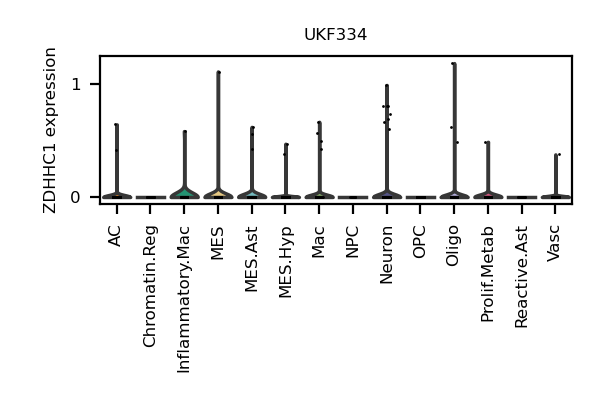 UKF334
ZDHHC1 expression
1
0
AC
Chromatin.Reg
Inflammatory.Mac
MES
MES.Ast
MES.Hyp
Mac
NPC
Neuron
OPC
Oligo
Prolif.Metab
Reactive.Ast
Vasc